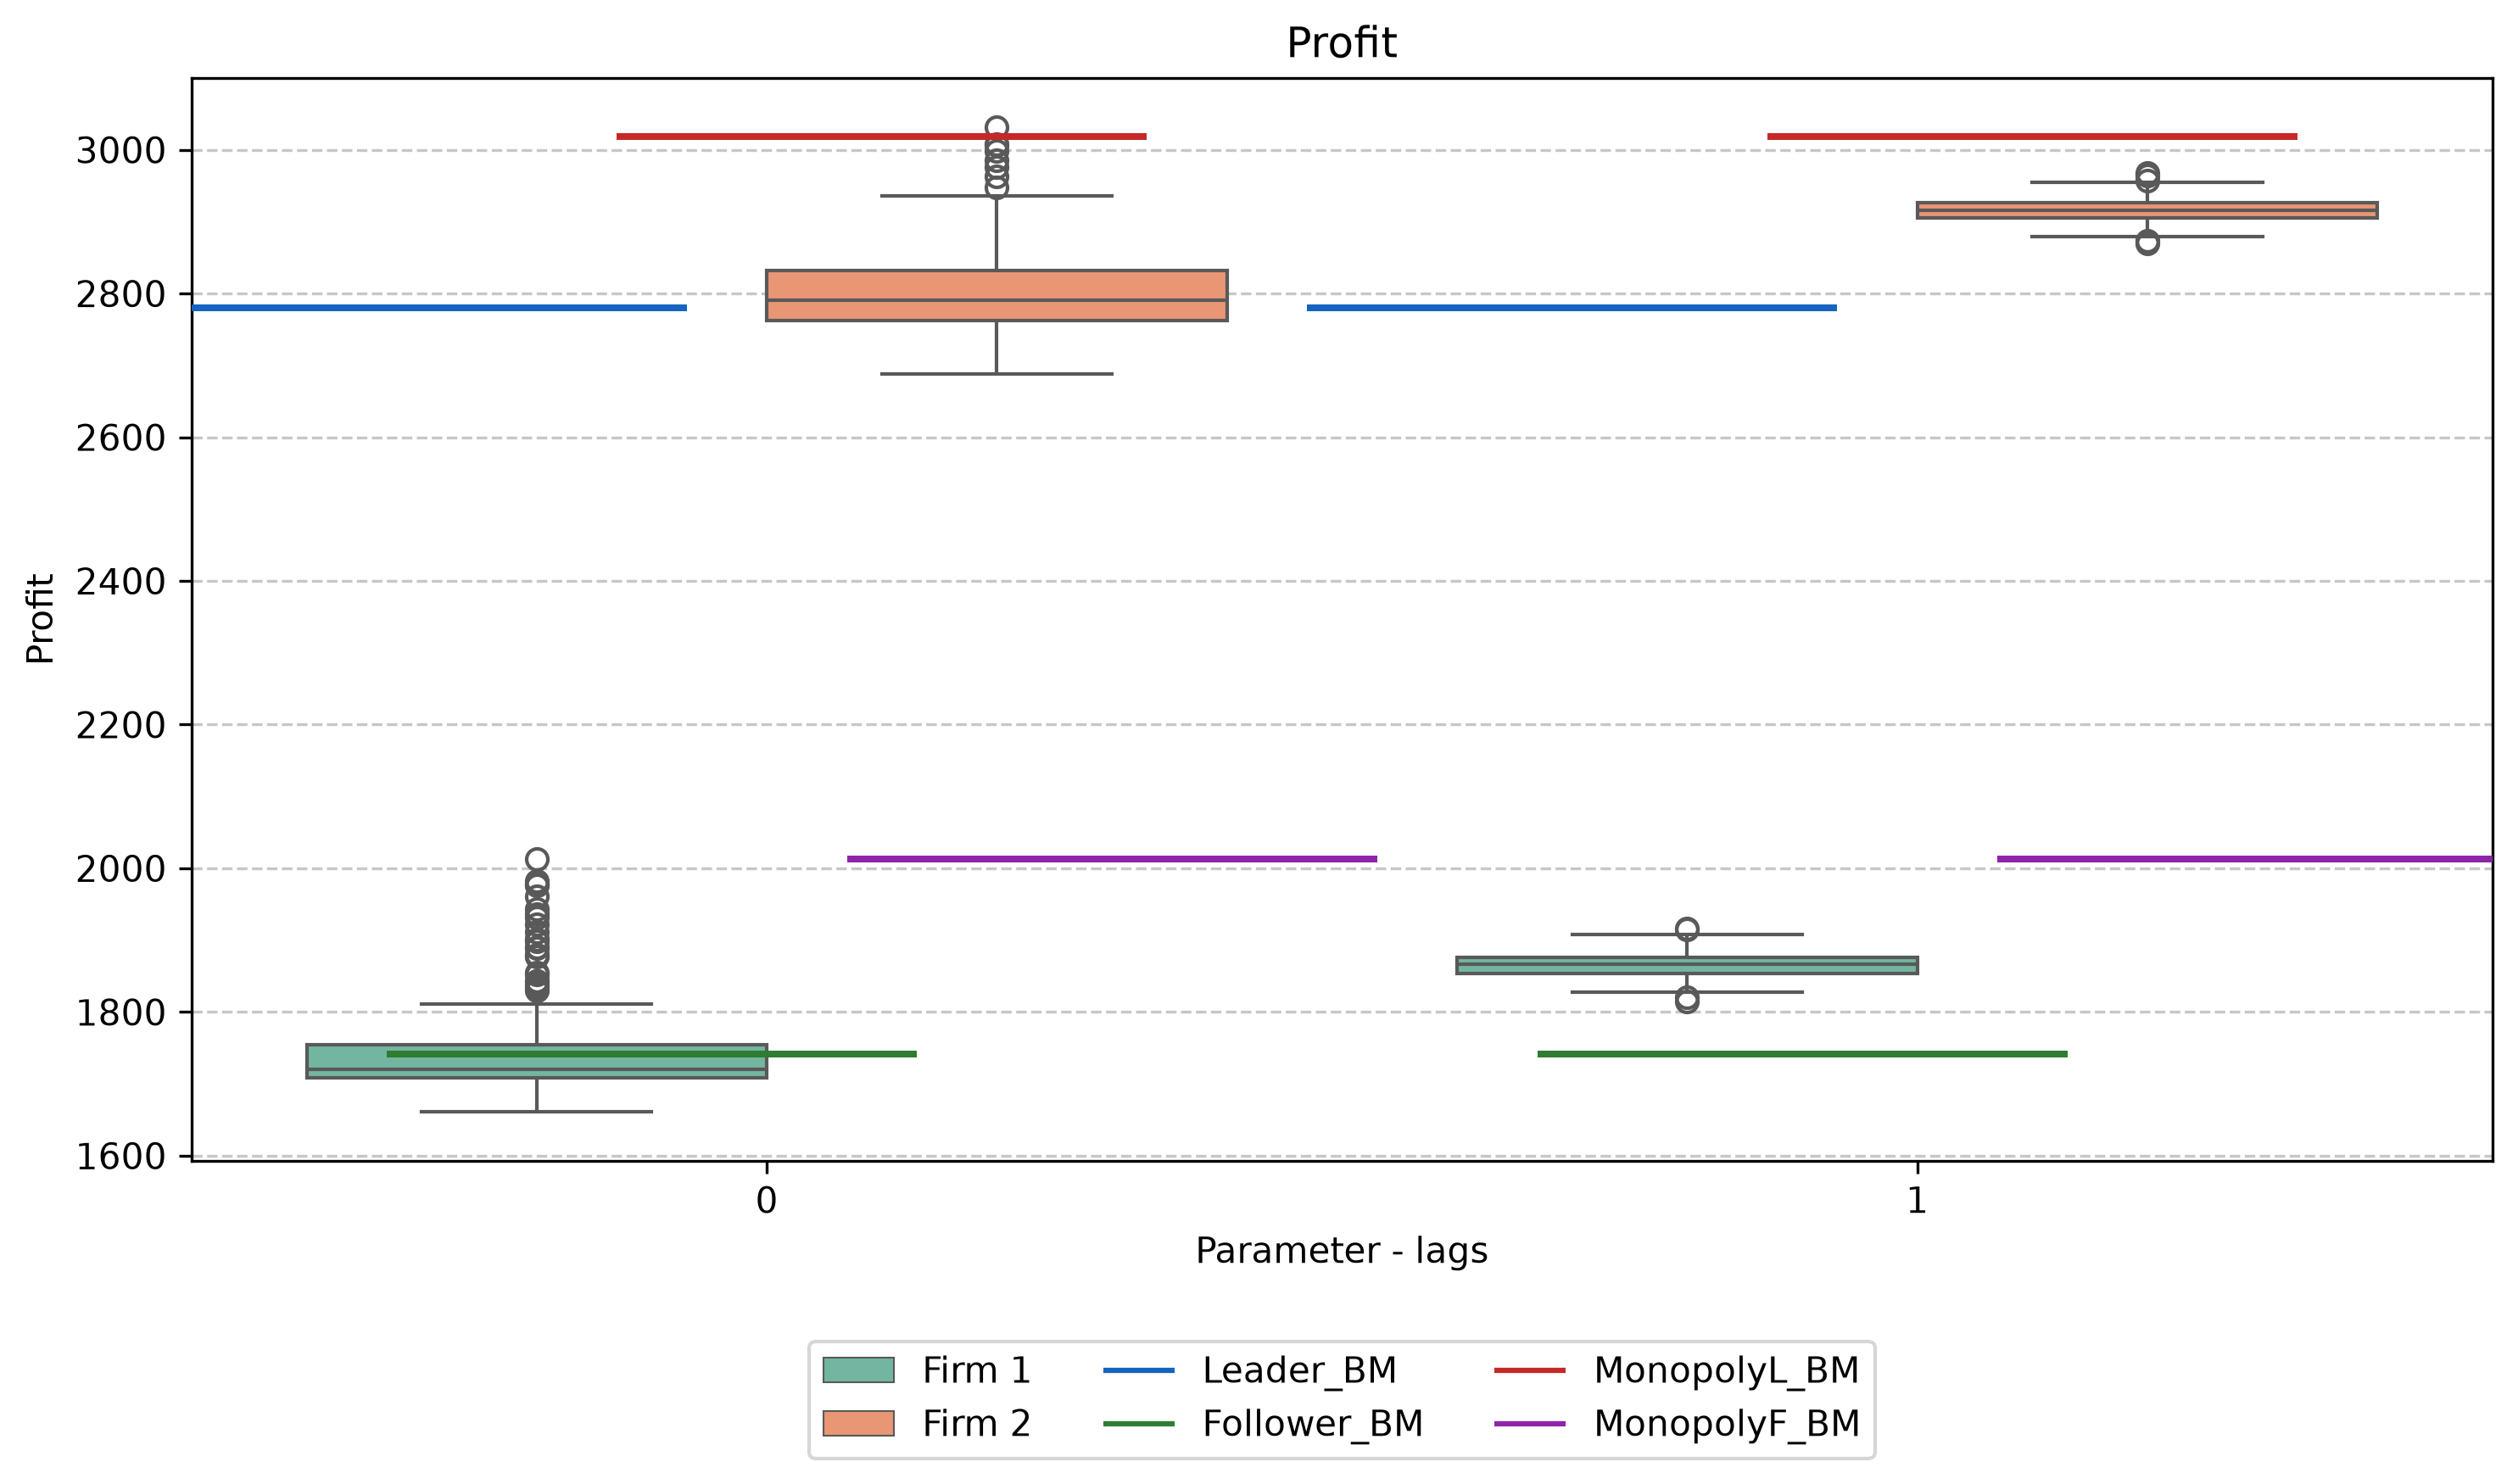 Profit
3000
2800
2600
2400
2200
2000
1800
1600
Profit
0 1
Parameter - lags
Firm 1 Leader_BM MonopolyL_BM
Firm 2 Follower_BM MonopolyF_BM